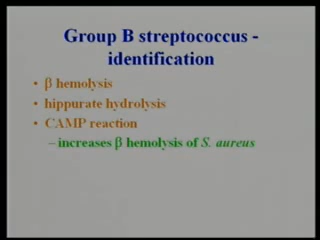 Group B streptococcus -
identification
• β hemolysis
• hippurate hydrolysis
• CAMP reaction
– increases β hemolysis of S. aureus